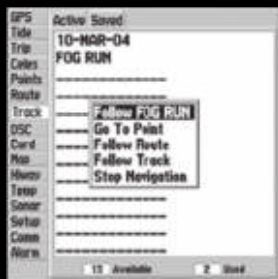 GPS
Tide
Trip
Celes
Points
Route
Track
DSC
Card
Map
Hiway
Temp
Sonar
Setup
Comm
Alarm
Active Saved
10-MAR-04
FOG RUN
Follow FOG RUN
Go To Point
Follow Route
Follow Track
Stop Navigation
13 Available 2 Used